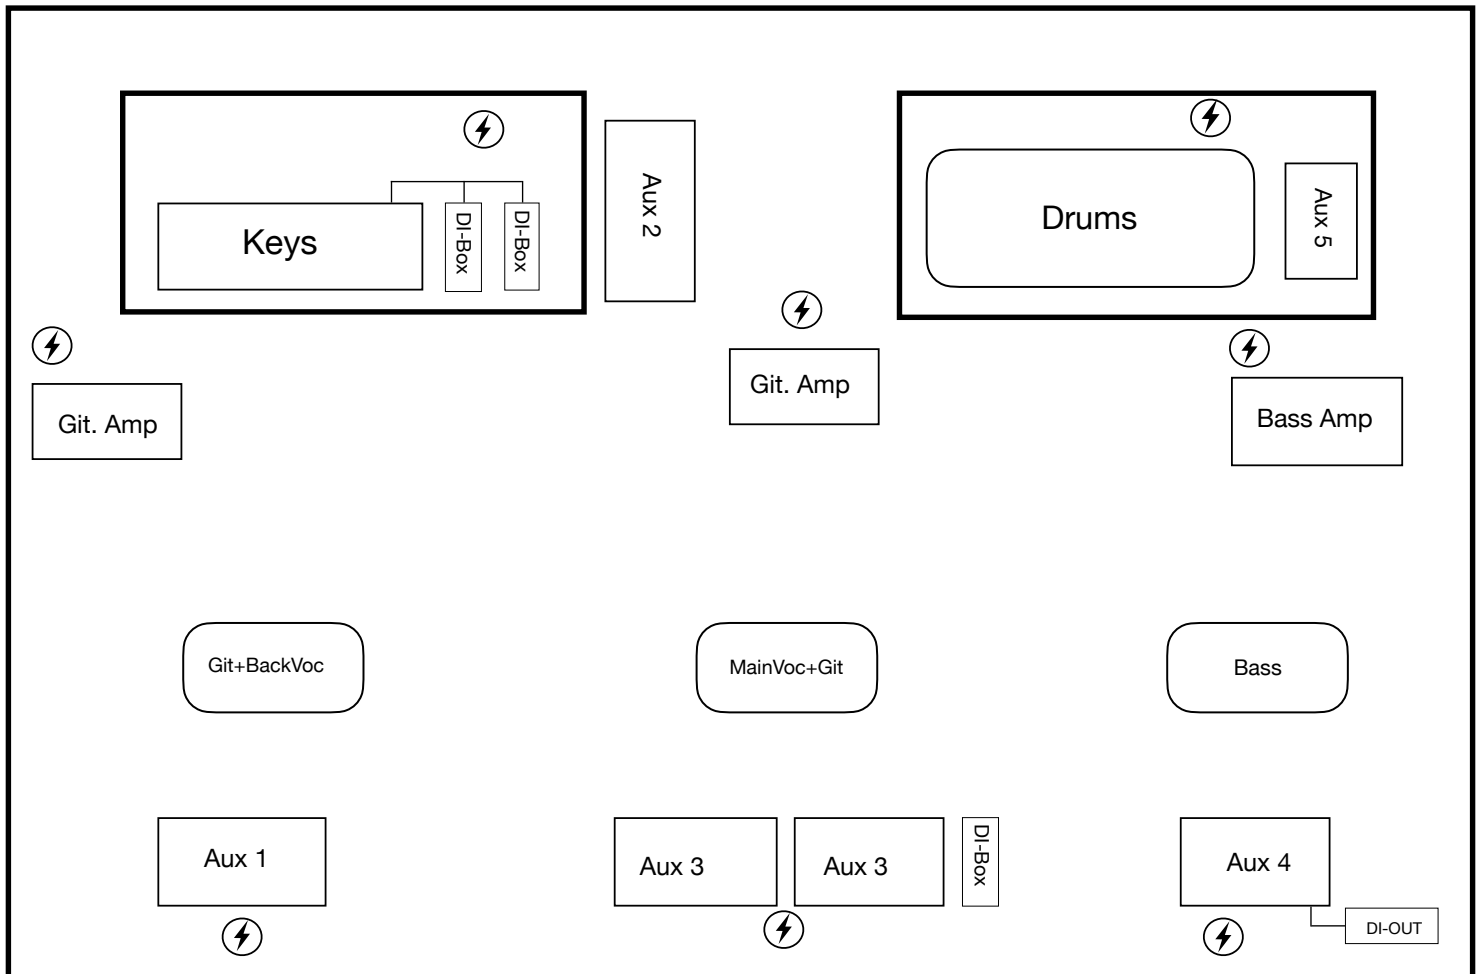 Keys
DI-Box
DI-Box
Aux 2
Drums
Aux 5
Git. Amp
Git. Amp
Bass Amp
Git+BackVoc
MainVoc+Git
Bass
Aux 1
Aux 3
Aux 3
DI-Box
Aux 4
DI-OUT